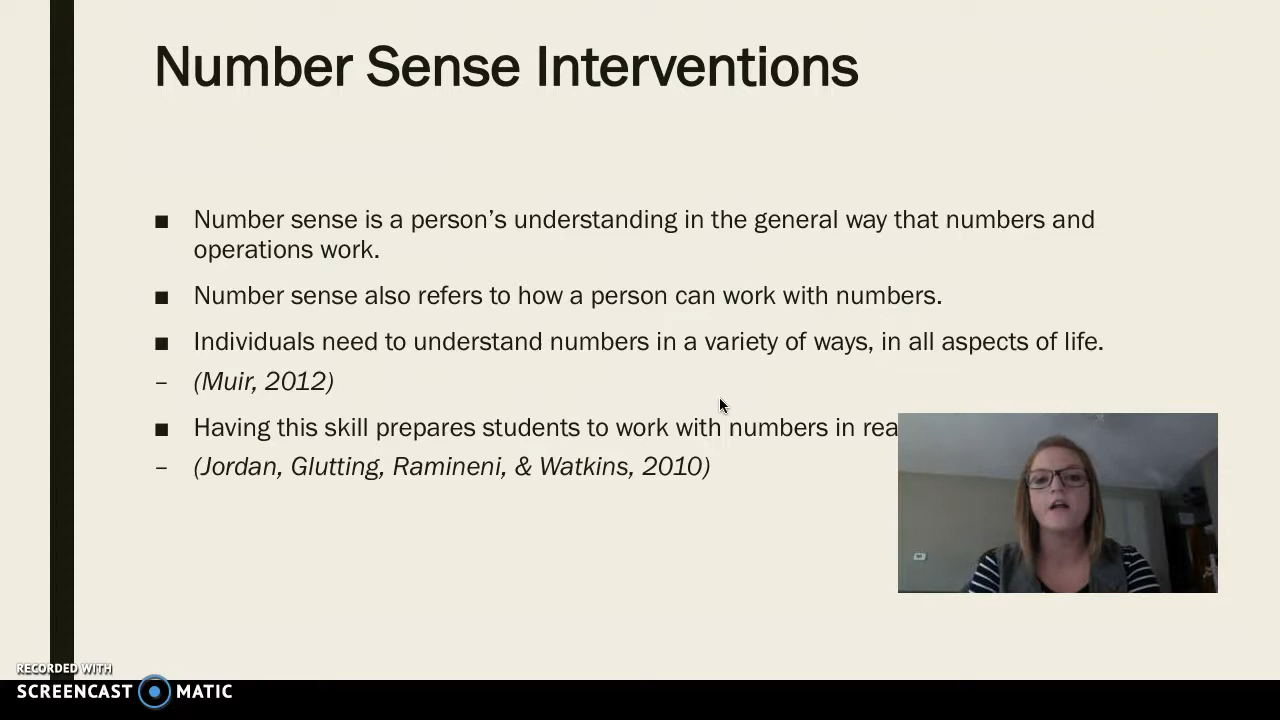 Number Sense Interventions
■ Number sense is a person’s understanding in the general way that numbers and
operations work.
■ Number sense also refers to how a person can work with numbers.
■ Individuals need to understand numbers in a variety of ways, in all aspects of life.
– (Muir, 2012)
■ Having this skill prepares students to work with numbers in
– (Jordan, Glutting, Ramineni, & Watkins, 2010)
RECORDED WITH
SCREENCAST MATIC